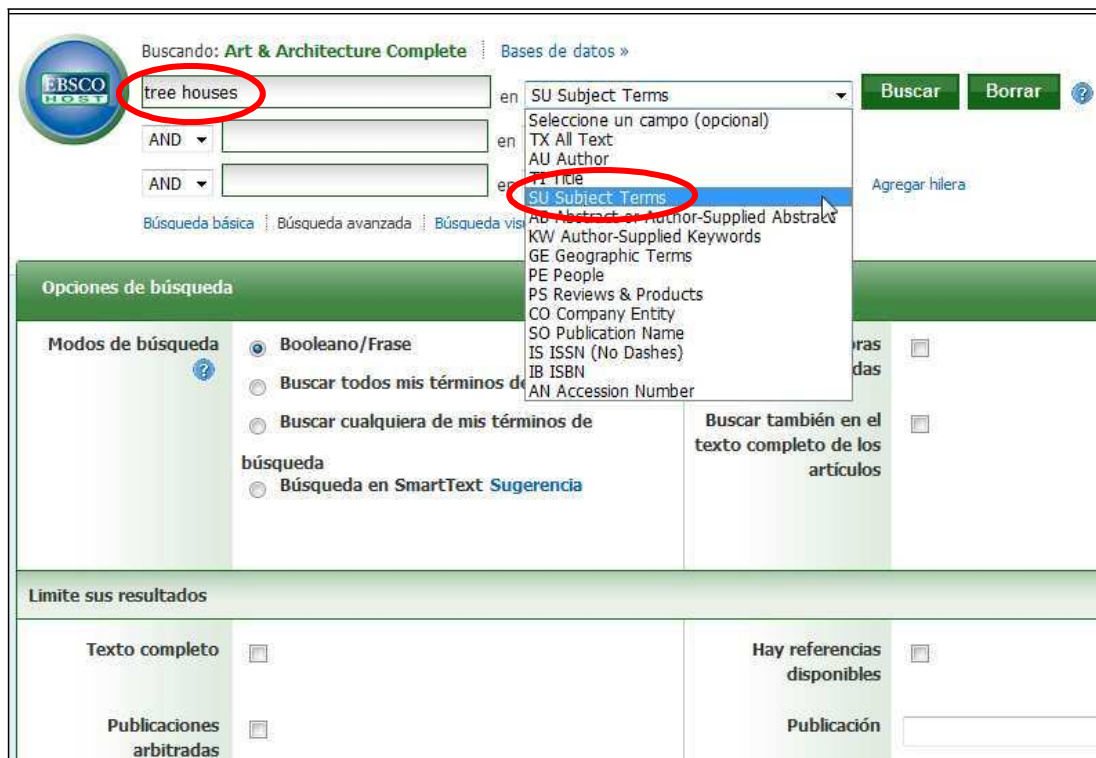 Buscando: Art & Architecture Complete Bases de datos »
EBSCO
HOST
tree houses en SU Subject Terms Buscar Borrar ?
Seleccione un campo (opcional)
AND en TX All Text
AU Author
TI Title
AND en SU Subject Terms Agregar hilera
AB Abstract or Author-Supplied Abstract
Búsqueda básica Búsqueda avanzada Búsqueda
KW Author-Supplied Keywords
GE Geographic Terms
PE People
PS Reviews & Products
CO Company Entity
SO Publication Name
IS ISSN (No Dashes)
IB ISBN
AN Accession Number
Opciones de búsqueda
Modos de búsqueda
?
Booleano/Frase
Buscar todos mis términos
Buscar cualquiera de mis términos de
búsqueda
Búsqueda en SmartText Sugerencia
Buscar también en el
texto completo de los
artículos
Limite sus resultados
Texto completo
Hay referencias
disponibles
Publicaciones
arbitradas
Publicación